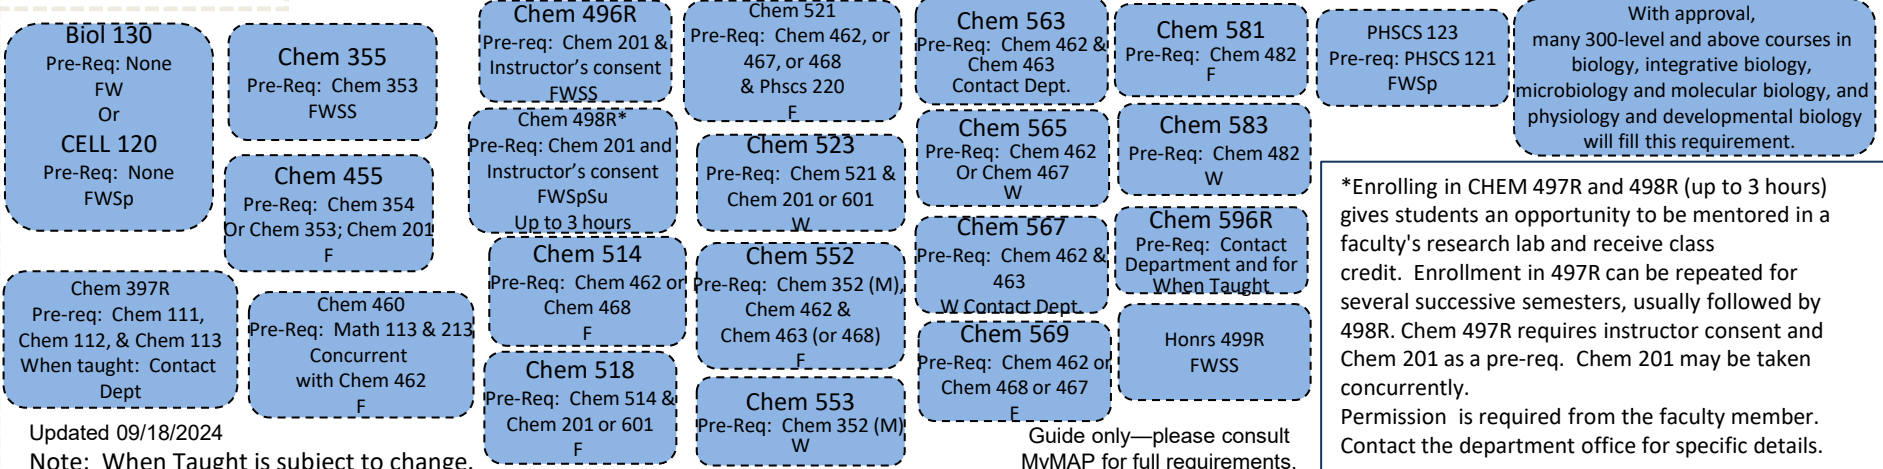 Biol 130
Pre-Req: None
FW
Or
CELL 120
Pre-Req: None
FWSp
Chem 397R
Pre-req: Chem 111,
Chem 112, & Chem 113
When taught: Contact
Dept
Updated 09/18/2024
Note: When Taught is subject to change.
Chem 355
Pre-Req: Chem 353
FWSS
Chem 455
Pre-Req: Chem 354
Or Chem 353; Chem 201
F
Chem 460
Pre-Req: Math 113 & 213
Concurrent
with Chem 462
F
Chem 496R
Pre-req: Chem 201 &
Instructor's consent
FWSS
Chem 498R*
Pre-Req: Chem 201 and
Instructor's consent
FWSpSu
Up to 3 hours
Chem 514
Pre-Req: Chem 462 or
Chem 468
F
Chem 518
Pre-Req: Chem 514 &
Chem 201 or 601
F
Chem 521
Pre-Req: Chem 462, or
467, or 468
& Phscs 220
F
Chem 523
Pre-Req: Chem 521 &
Chem 201 or 601
W
Chem 552
Pre-Req: Chem 352 (M),
Chem 462 &
Chem 463 (or 468)
F
Chem 553
Pre-Req: Chem 352 (M)
W
Chem 563
Pre-Req: Chem 462 &
Chem 463
Contact Dept.
Chem 565
Pre-Req: Chem 462
Or Chem 467
W
Chem 567
Pre-Req: Chem 462 &
463
W Contact Dept.
Chem 569
Pre-Req: Chem 462 or
Chem 468 or 467
F
Chem 581
Pre-Req: Chem 482
F
Chem 583
Pre-Req: Chem 482
W
Chem 596R
Pre-Req: Contact
Department and for
When Taught
Honrs 499R
FWSS
Guide only—please consult
MyMAP for full requirements.
PHSCS 123
Pre-req: PHSCS 121
FWSp
With approval,
many 300-level and above courses in
biology, integrative biology,
microbiology and molecular biology, and
physiology and developmental biology
will fill this requirement.
*Enrolling in CHEM 497R and 498R (up to 3 hours)
gives students an opportunity to be mentored in a
faculty's research lab and receive class
credit. Enrollment in 497R can be repeated for
several successive semesters, usually followed by
498R. Chem 497R requires instructor consent and
Chem 201 as a pre-req. Chem 201 may be taken
concurrently.
Permission is required from the faculty member.
Contact the department office for specific details.